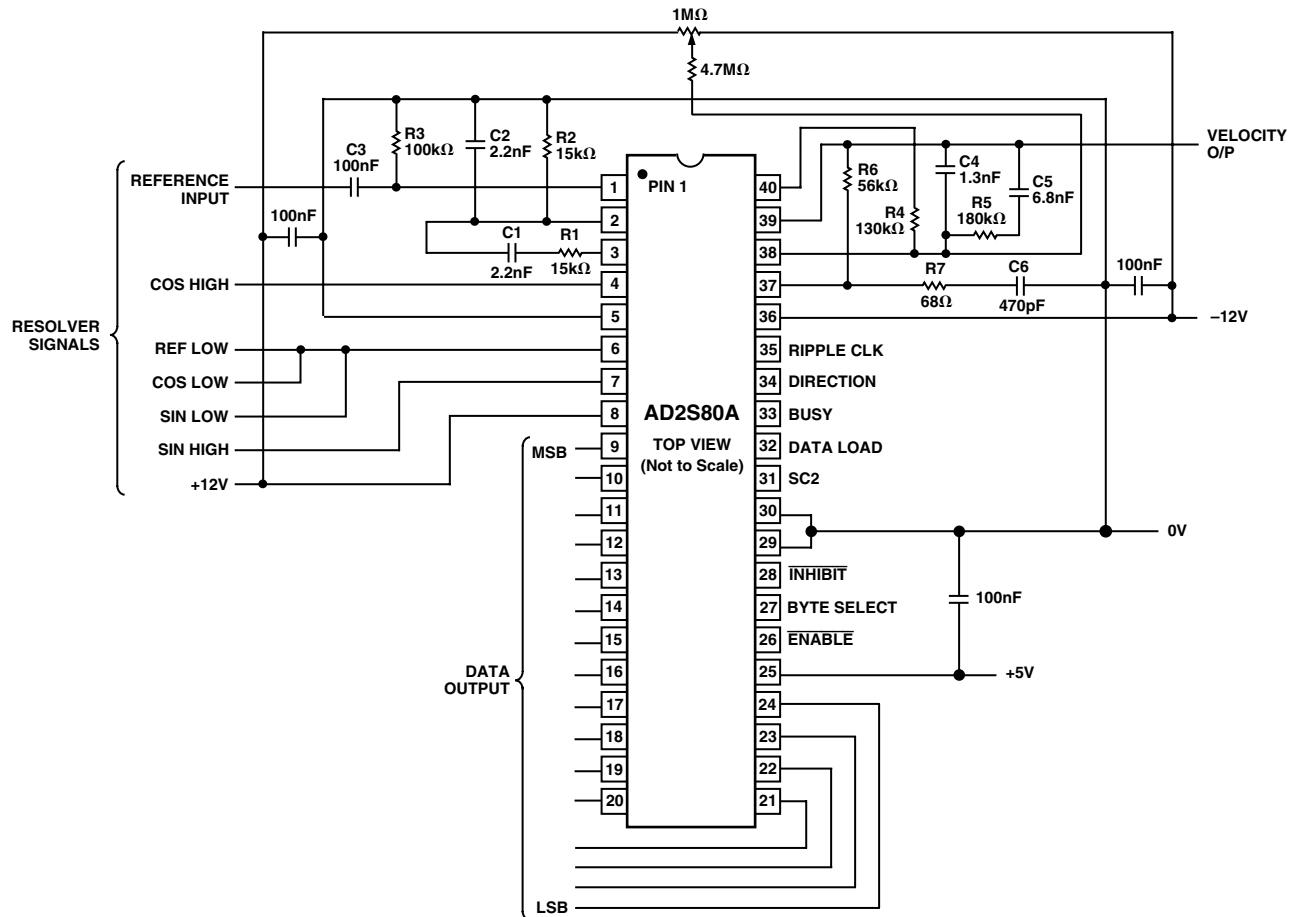 1MΩ
4.7MΩ
R3
100kΩ
C2
2.2nF
R2
15kΩ
C3
100nF
REFERENCE
INPUT
100nF
C1
2.2nF
R1
15kΩ
COS HIGH
RESOLVER
SIGNALS
REF LOW
COS LOW
SIN LOW
SIN HIGH
+12V
MSB
DATA
OUTPUT
LSB
PIN 1
AD2S80A
TOP VIEW
(Not to Scale)
1
2
3
4
5
6
7
8
9
10
11
12
13
14
15
16
17
18
19
20
40
39
38
37
36
35 RIPPLE CLK
34 DIRECTION
33 BUSY
32 DATA LOAD
31 SC2
30
29
28 INHIBIT
27 BYTE SELECT
26 ENABLE
25
24
23
22
21
VELOCITY
O/P
R6
56kΩ
R4
130kΩ
C4
1.3nF
R5
180kΩ
C5
6.8nF
R7
68Ω
C6
470pF
100nF
–12V
0V
100nF
+5V